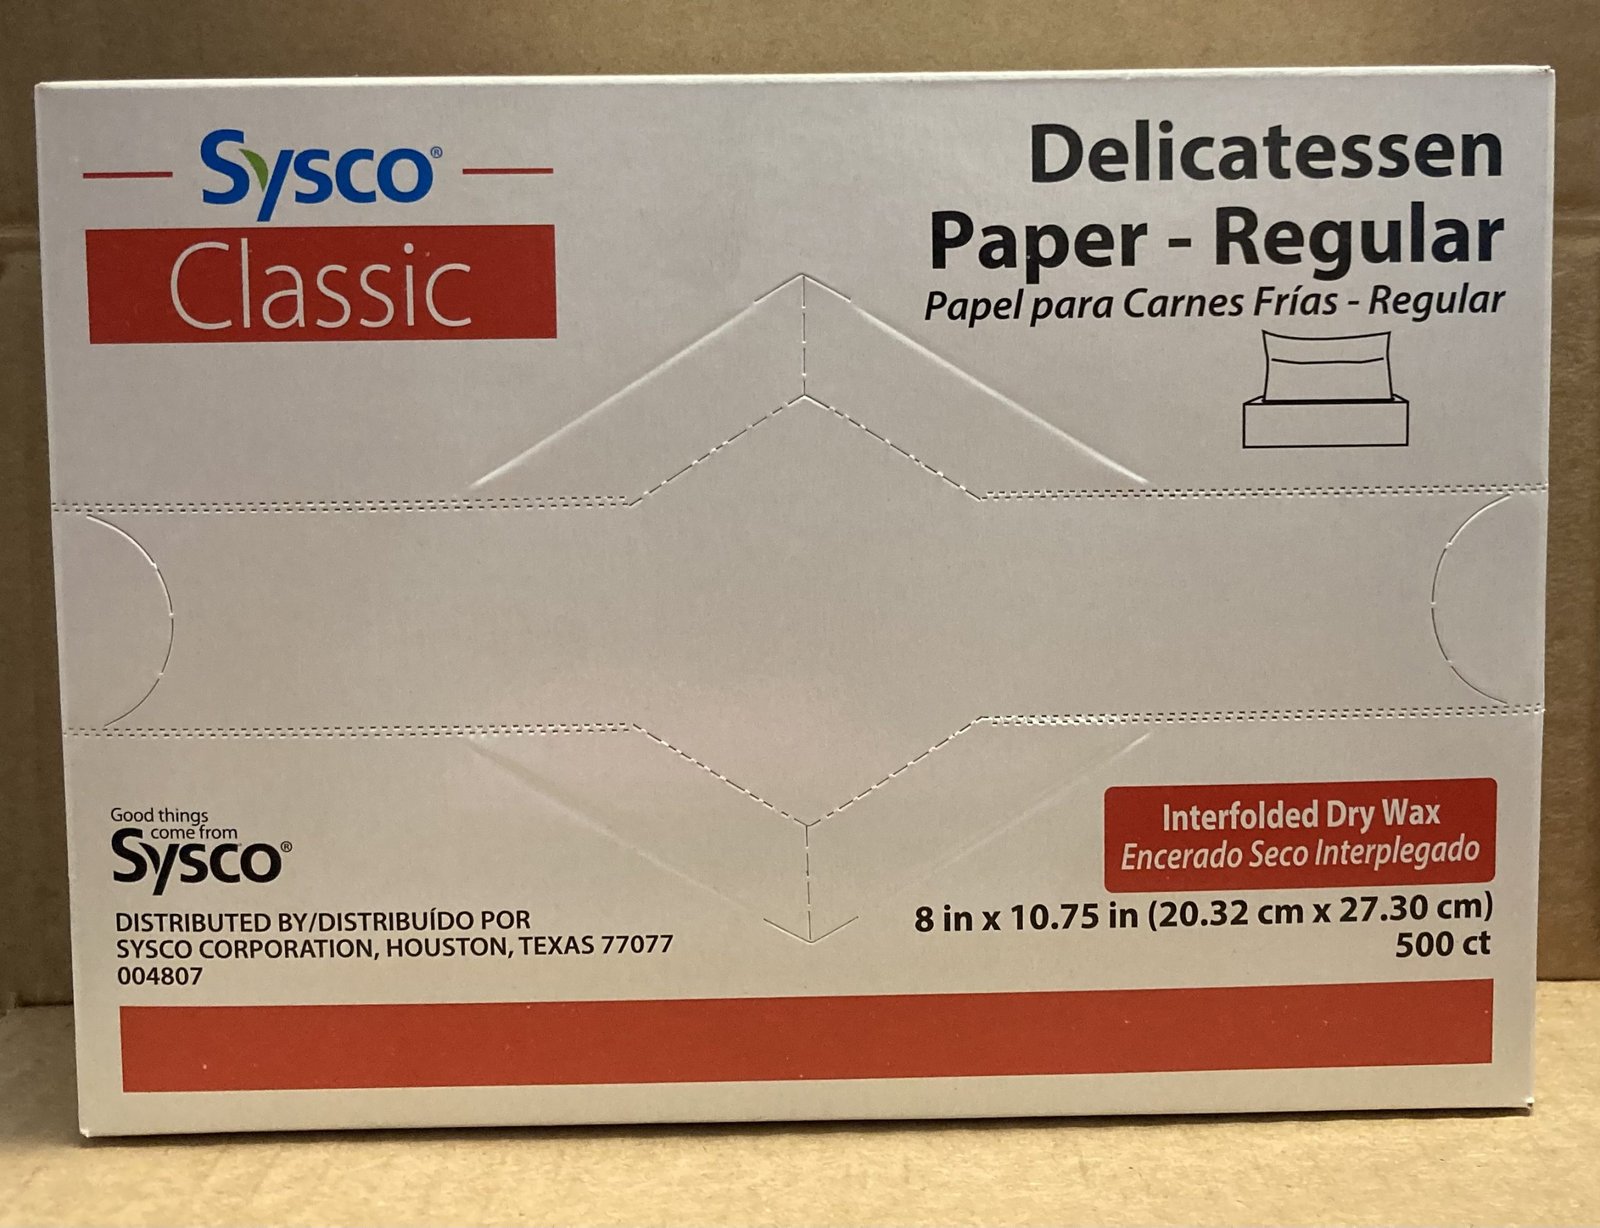 Sysco®
Classic
Delicatessen
Paper - Regular
Papel para Carnes Frías - Regular
Good things
come from
Sysco®
DISTRIBUTED BY/DISTRIBUÍDO POR
SYSCO CORPORATION, HOUSTON, TEXAS 77077
004807
Interfolded Dry Wax
Encerado Seco Interplegado
8 in x 10.75 in (20.32 cm x 27.30 cm)
500 ct